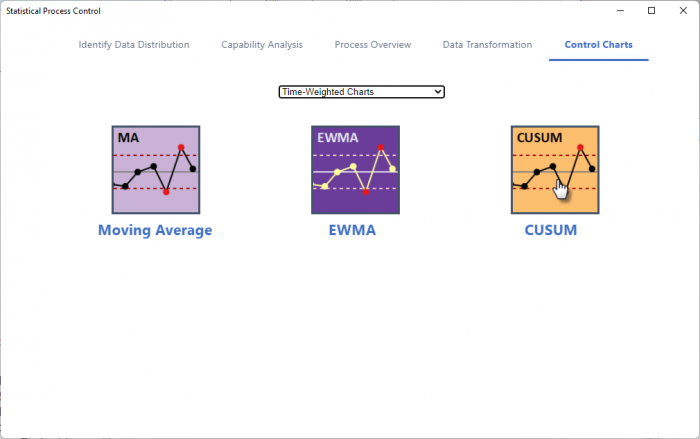 Statistical Process Control
Identify Data Distribution Capability Analysis Process Overview Data Transformation Control Charts
Time-Weighted Charts
MA EWMA CUSUM
Moving Average EWMA CUSUM